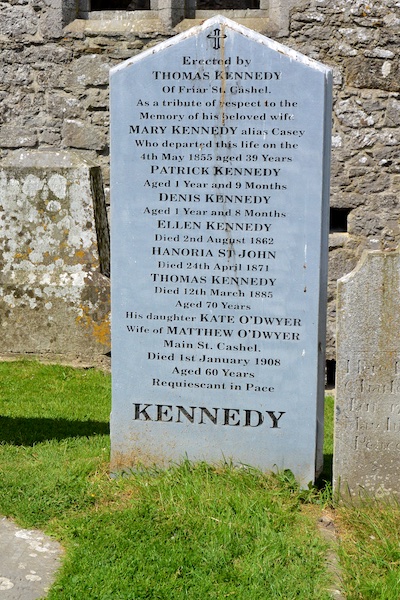 Erected by
THOMAS KENNEDY
Of Friar St. Cashel.
As a tribute of respect to the
Memory of his beloved wife
MARY KENNEDY alias Casey
Who departed this life on the
4th May 1855 aged 39 Years
PATRICK KENNEDY
Aged 1 Year and 9 Months
DENIS KENNEDY
Aged 1 Year and 8 Months
ELLEN KENNEDY
Died 2nd August 1862
HANORIA ST JOHN
Died 24th April 1871
THOMAS KENNEDY
Died 12th March 1885
Aged 70 Years
His daughter KATE O'DWYER
Wife of MATTHEW O'DWYER
Main St. Cashel.
Died 1st January 1908
Aged 60 Years
Requiescant in Pace
KENNEDY